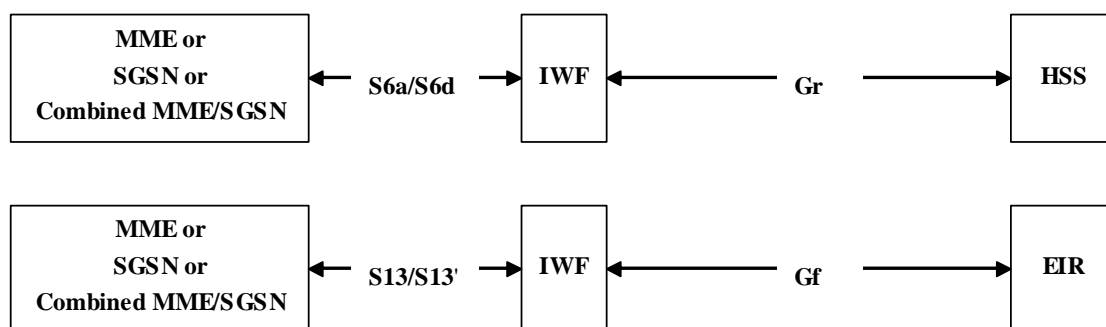 MME or
SGSN or
Combined MME/SGSN
S6a/S6d
IWF
Gr
HSS
MME or
SGSN or
Combined MME/SGSN
S13/S13'
IWF
Gf
EIR